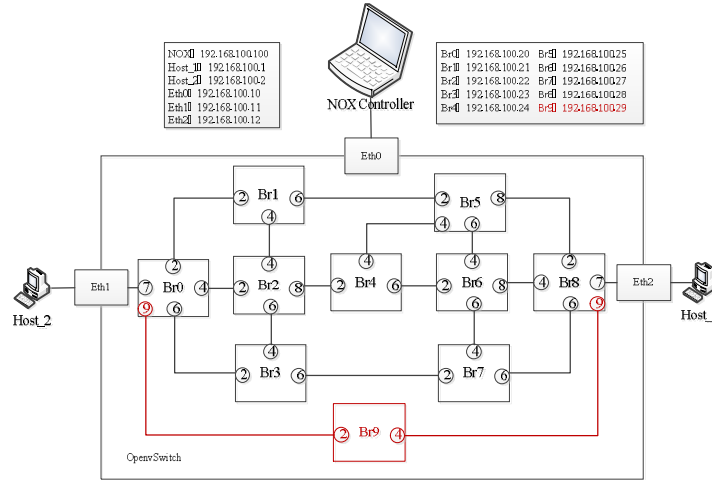 NOX 192.168.100.100
Host_1 192.168.100.1
Host_2 192.168.100.2
Eth0 192.168.100.10
Eth1 192.168.100.11
Eth2 192.168.100.12
NOX Controller
Br0 192.168.100.20 Br5 192.168.100.25
Br1 192.168.100.21 Br6 192.168.100.26
Br2 192.168.100.22 Br7 192.168.100.27
Br3 192.168.100.23 Br8 192.168.100.28
Br4 192.168.100.24 Br9 192.168.100.29
Eth0
2 Br1 6
4
2 Br5 8
4 6
Host_2
Eth1
2
7 Br0 4
9 6
4
2 Br2 8
6
4
2 Br4 6
4
2 Br6 8
6
2
4 Br8 7
6 9
Eth2
Host_
4
2 Br3 6
4
2 Br7 6
2 Br9 4
OpenvSwitch